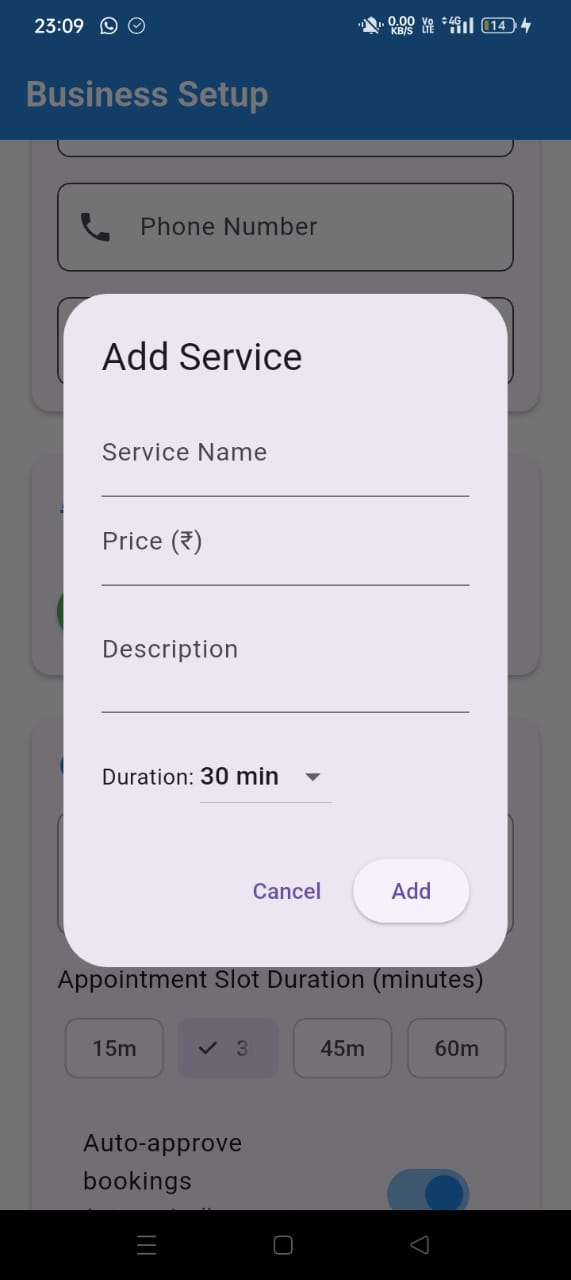 23:09
0.00 KB/S
Vo LTE
4G
14
Business Setup
Phone Number
Add Service
Service Name
Price (₹)
Description
Duration: 30 min
Cancel
Add
Appointment Slot Duration (minutes)
15m
3
45m
60m
Auto-approve
bookings